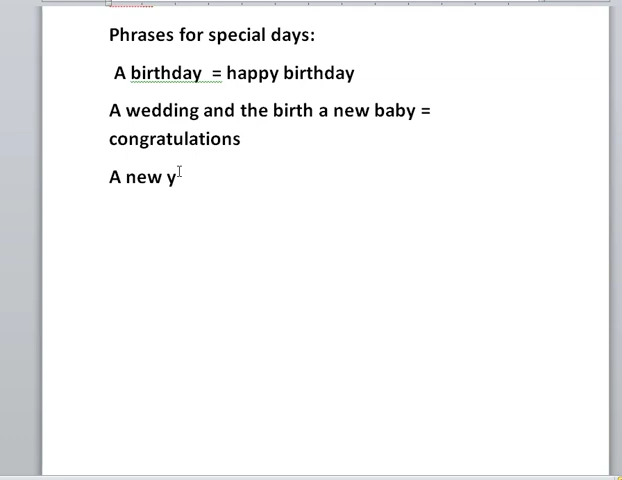 Phrases for special days:
A birthday  = happy birthday
A wedding and the birth a new baby =
congratulations
A new y